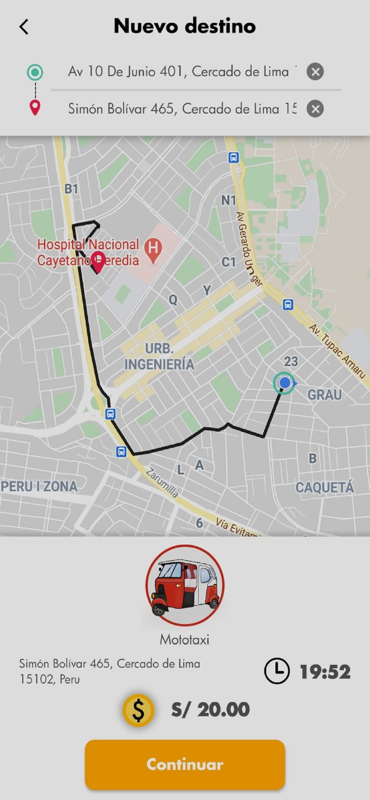 Nuevo destino
Av 10 De Junio 401, Cercado de Lima
Simón Bolívar 465, Cercado de Lima 15
B1
N1
Av Gerardo Unger
Hospital Nacional
Cayetano Heredia
H
C1
Y
Q
Av. Tupac Amaru
URB.
INGENIERÍA
23
GRAU
L A
B
PERU I ZONA
Zarumilla
CAQUETÁ
6
Vía Evitam
Mototaxi
Simón Bolívar 465, Cercado de Lima
15102, Peru
19:52
$
S/ 20.00
Continuar